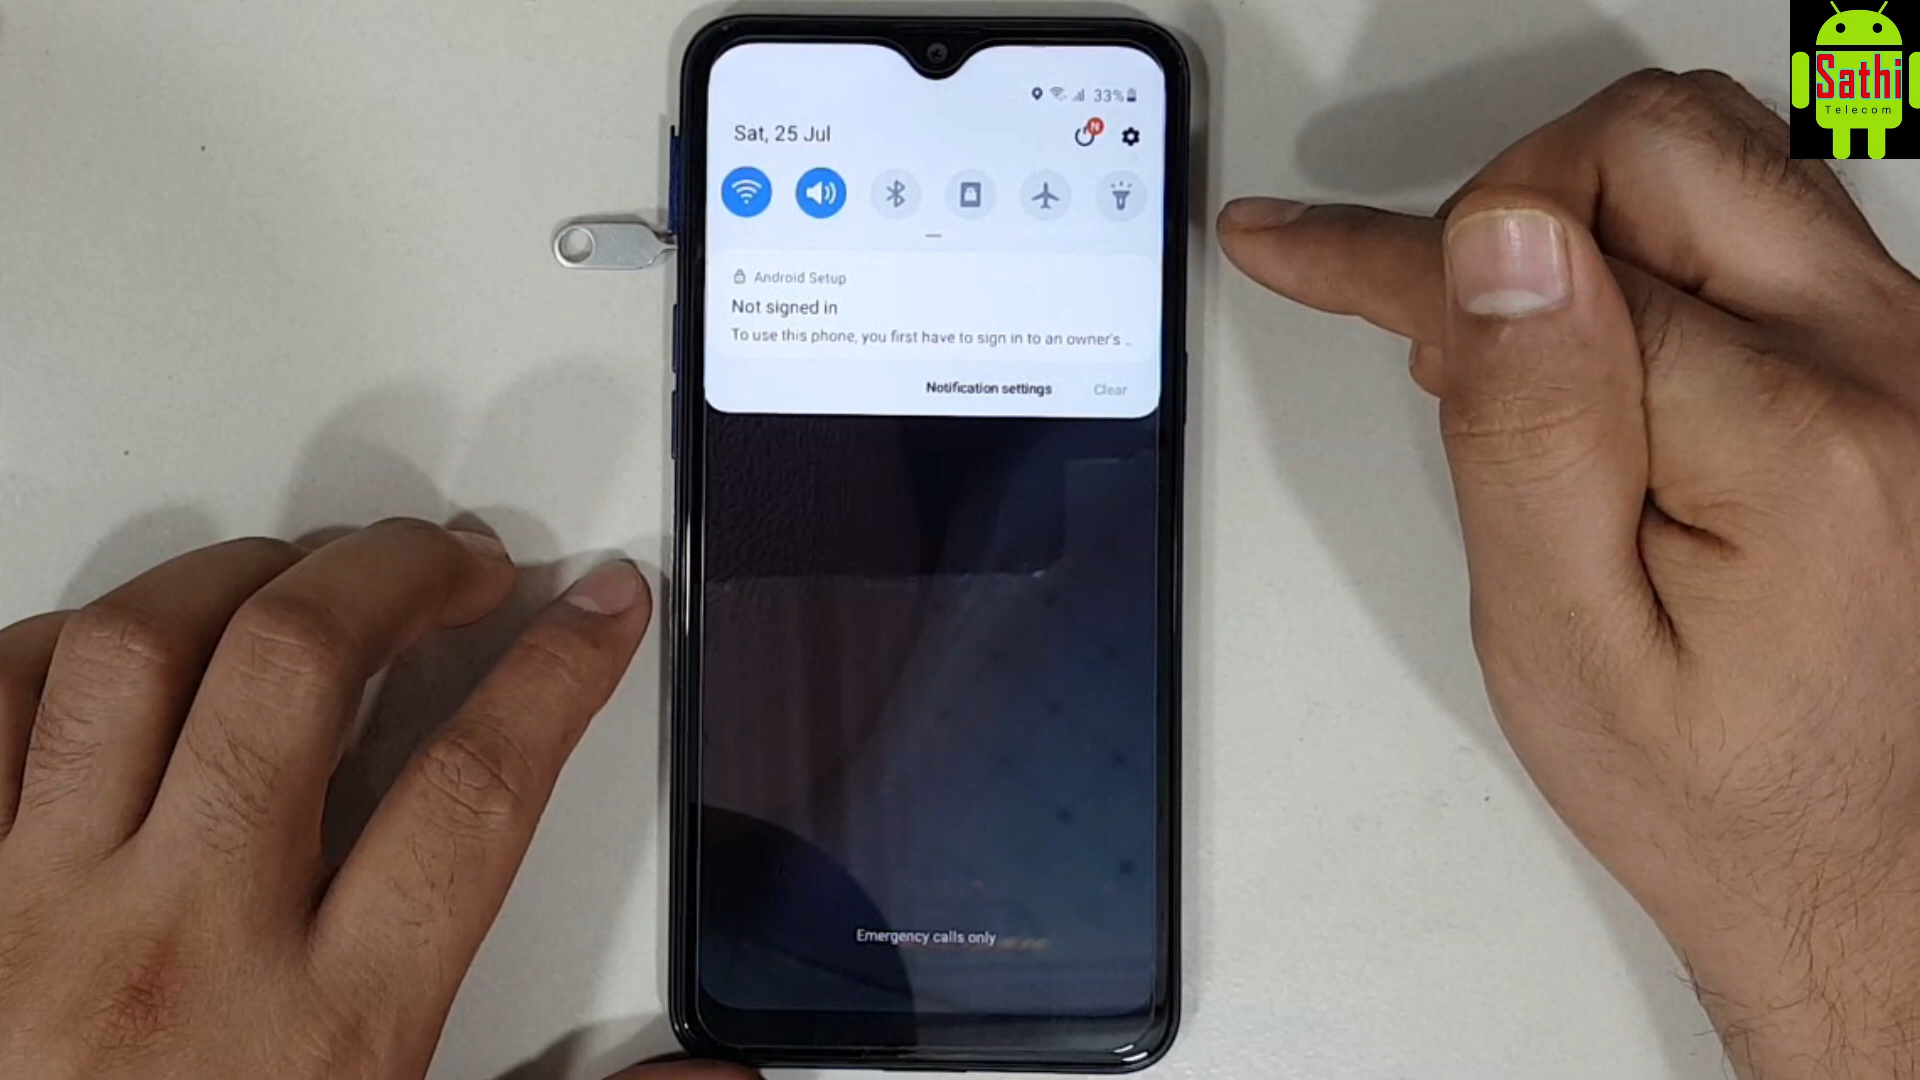 Sathi
Telecom
33%
Sat, 25 Jul
N
Android Setup
Not signed in
To use this phone, you first have to sign in to an owner's ..
Notification settings
Clear
Emergency calls only